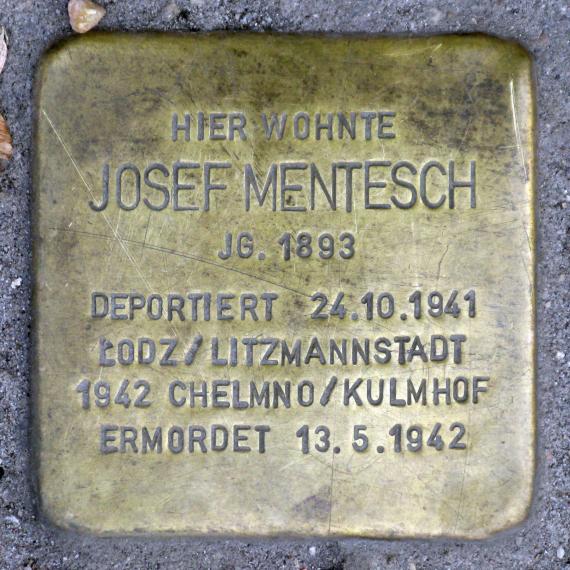 HIER WOHNTE
JOSEF MENTESCH
JG. 1893
DEPORTIERT 24.10.1941
ŁODZ/LITZMANNSTADT
1942 CHELMNO/KULMHOF
ERMORDET 13.5.1942